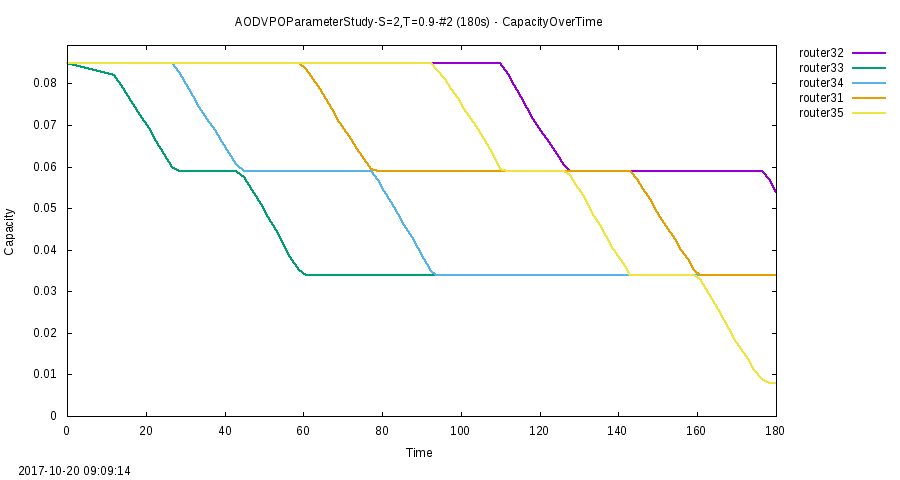 AODVPOParameterStudy-S=2,T=0.9-#2 (180s) - CapacityOverTime
router32
router33
router34
router31
router35
0.08
0.07
0.06
0.05
0.04
0.03
0.02
0.01
0
Capacity
0 20 40 60 80 100 120 140 160 180
Time
2017-10-20 09:09:14